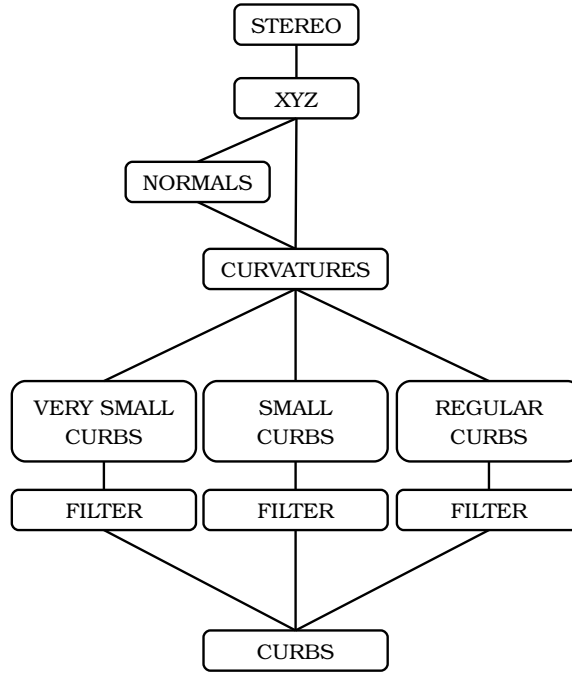 STEREO
XYZ
NORMALS
CURVATURES
VERY SMALL
CURBS
SMALL
CURBS
REGULAR
CURBS
FILTER
FILTER
FILTER
CURBS